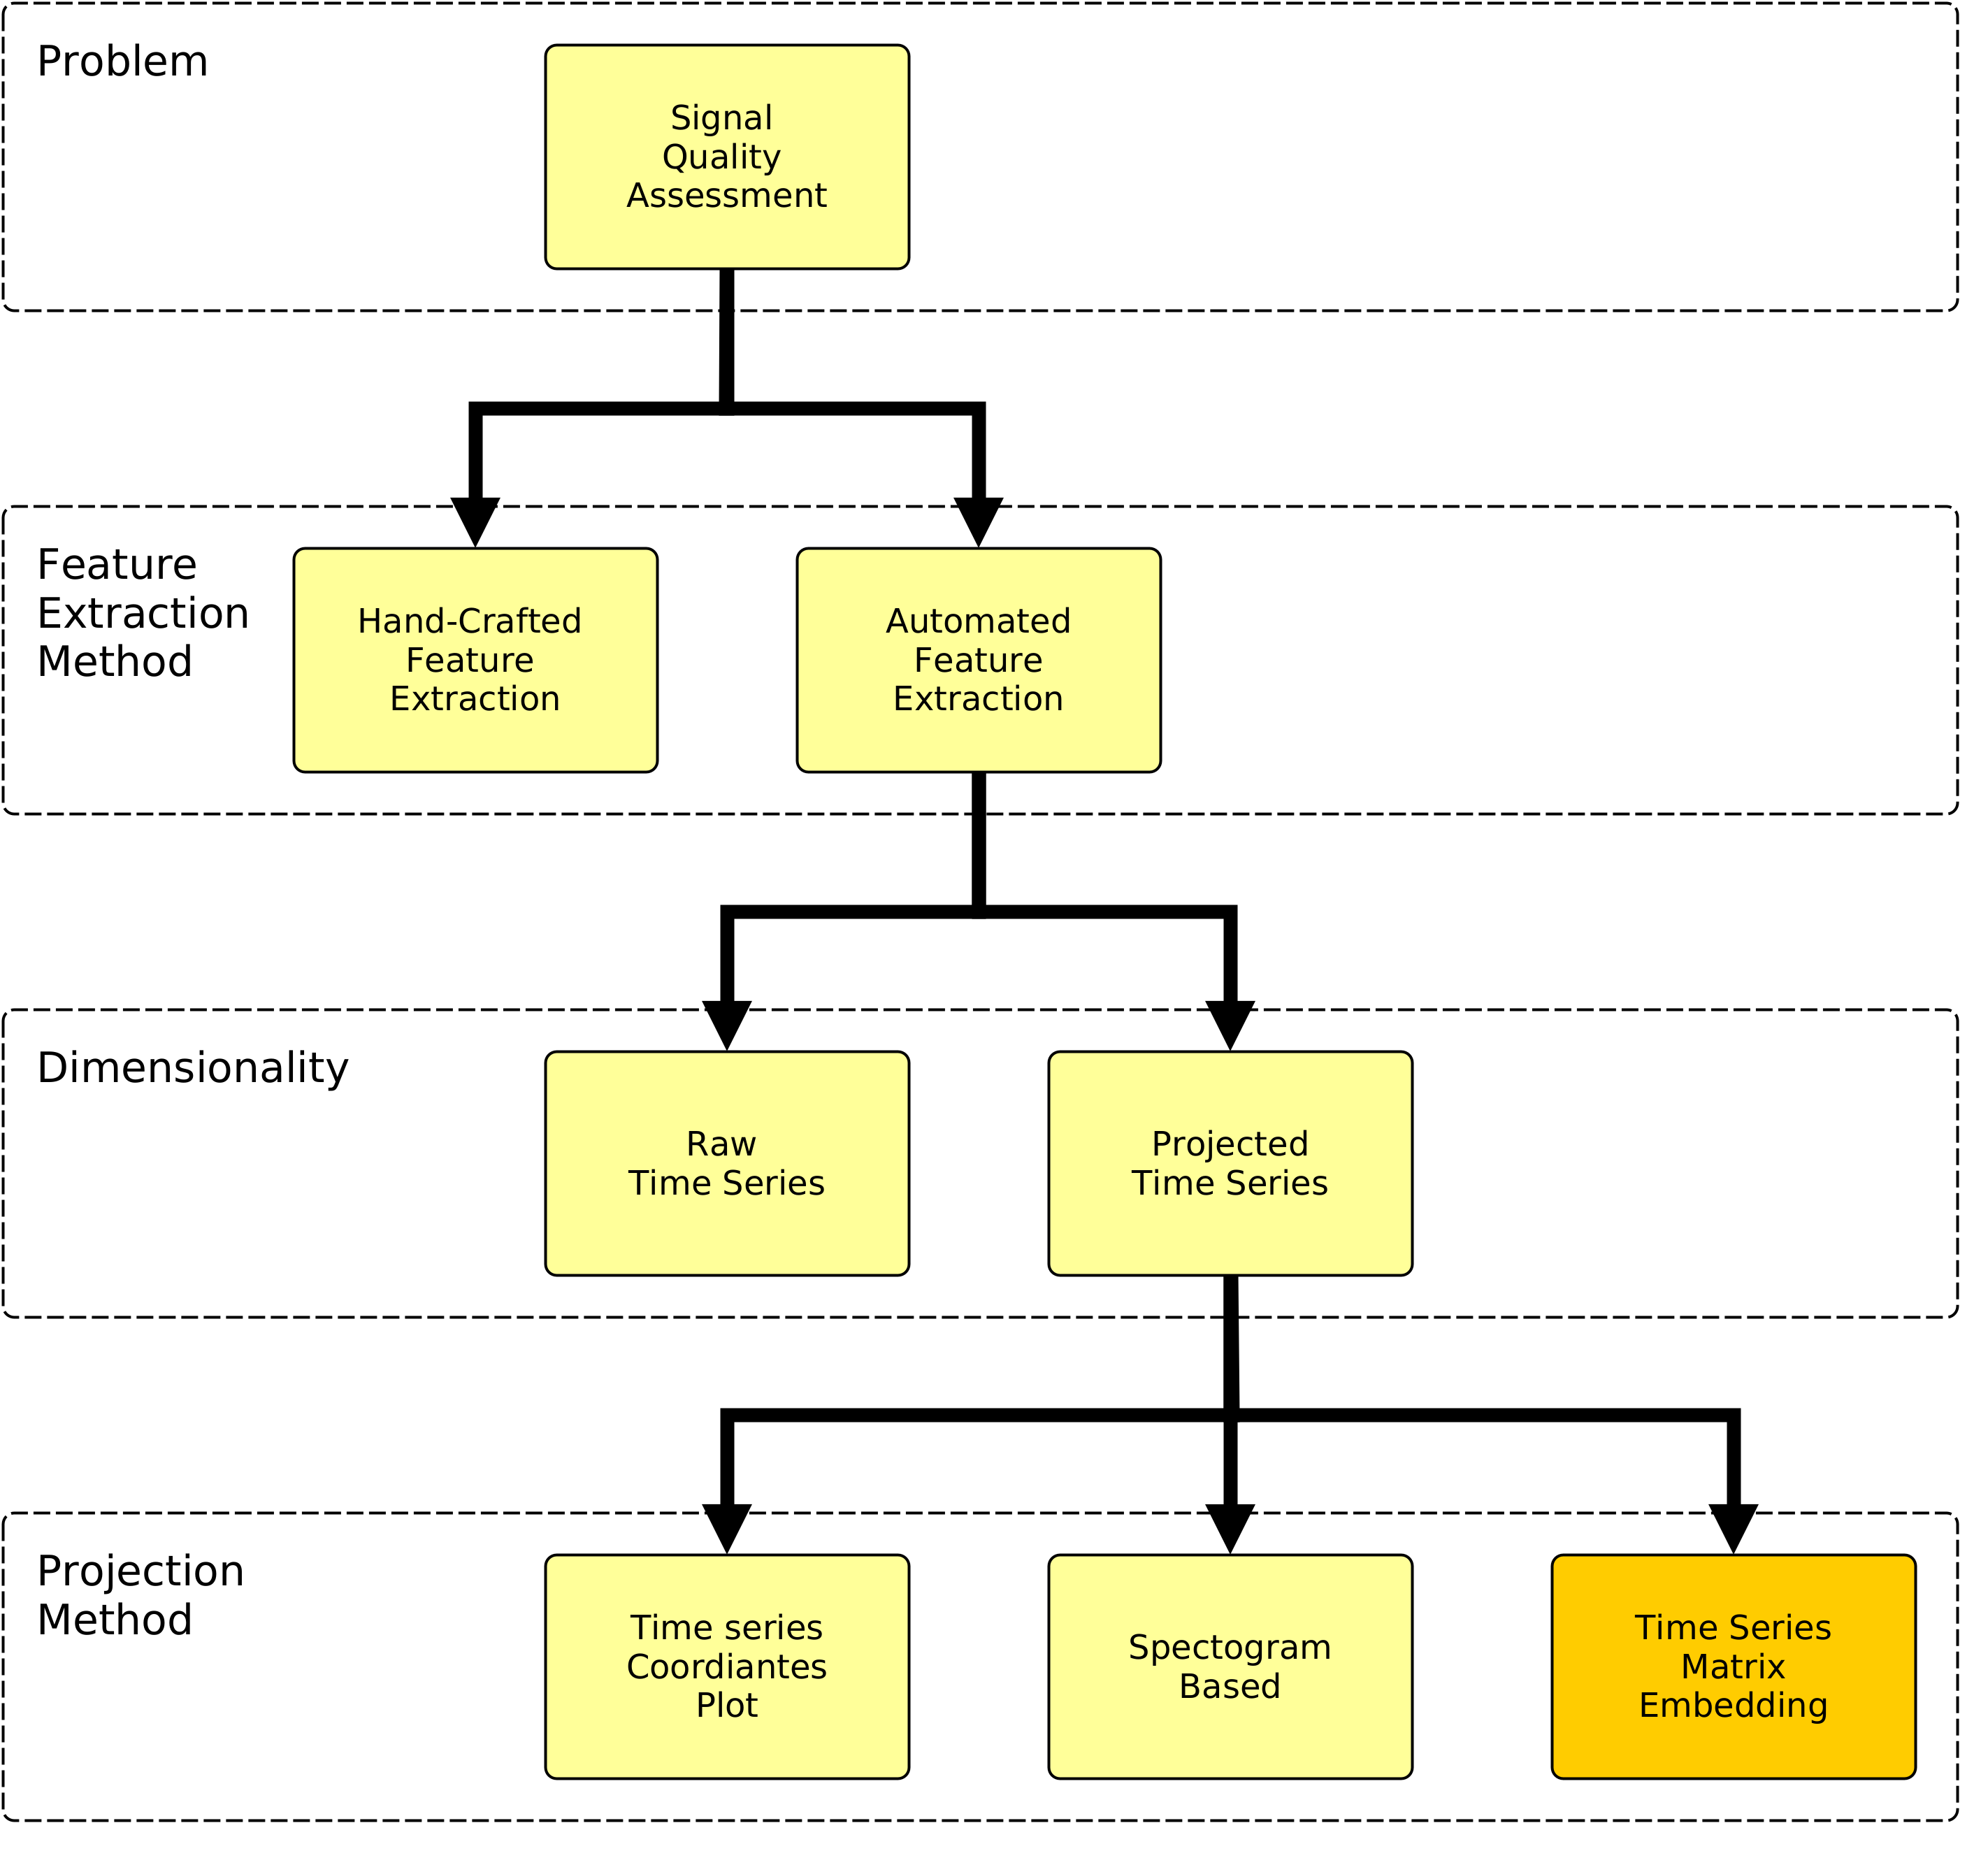 Problem
Signal
Quality
Assessment
Feature
Extraction
Method
Hand-Crafted
Feature
Extraction
Automated
Feature
Extraction
Dimensionality
Raw
Time Series
Projected
Time Series
Projection
Method
Time series
Coordiantes
Plot
Spectogram
Based
Time Series
Matrix
Embedding